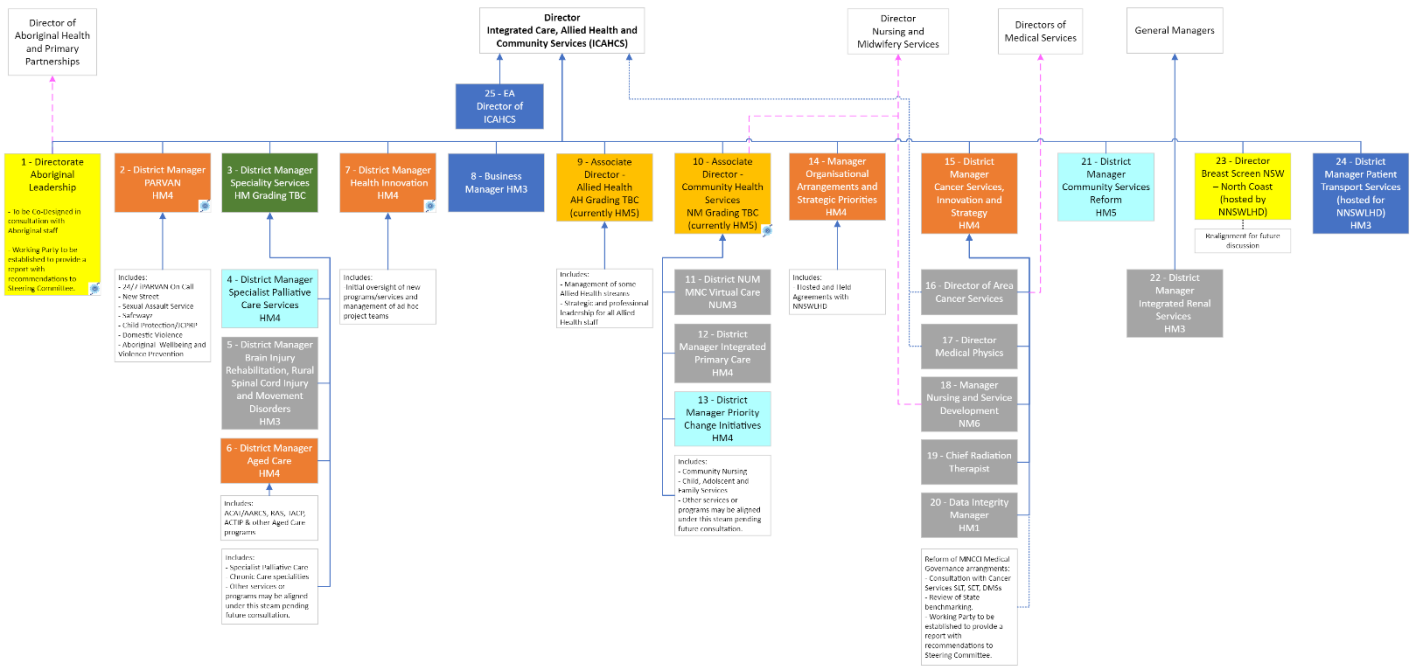 Director of
Aboriginal Health
and Primary
Partnerships
Director
Integrated Care, Allied Health and
Community Services (ICAHCS)
Director
Nursing and
Midwifery Services
Directors of
Medical Services
General Managers
25 - EA
Director of
ICAHCS
1 - Directorate
Aboriginal
Leadership
- To be Co-Designed in
consultation with
Aboriginal staff
- Working Party to be
established to provide a
report with
recommendations to
Steering Committee.
2 - District Manager
PARVAN
HM4
Includes:
- 24/7 iPARVAN On Call
- New Street
- Sexual Assault Service
- Safewayz
- Child Protection/JCPRP
- Domestic Violence
- Aboriginal Wellbeing and
Violence Prevention
3 - District Manager
Speciality Services
HM Grading TBC
4 - District Manager
Specialist Palliative
Care Services
HM4
5 - District Manager
Brain Injury
Rehabilitation, Rural
Spinal Cord Injury
and Movement
Disorders
HM3
6 - District Manager
Aged Care
HM4
Includes:
ACAT/AARCS, RAS, TACP,
ACTIP & other Aged Care
programs
Includes:
- Specialist Palliative Care
- Chronic Care specialities
- Other services or
programs may be aligned
under this steam pending
future consultation.
7 - District Manager
Health Innovation
HM4
Includes:
-Initial oversight of new
programs/services and
management of ad hoc
project teams
8 - Business
Manager HM3
9 - Associate
Director -
Allied Health
AH Grading TBC
(currently HM5)
Includes:
- Management of some
Allied Health streams
- Strategic and professional
leadership for all Allied
Health staff
10 - Associate
Director -
Community Health
Services
NM Grading TBC
(currently HM5)
11 - District NUM
MNC Virtual Care
NUM3
12 - District
Manager Integrated
Primary Care
HM4
13 - District
Manager Priority
Change Initiatives
HM4
Includes:
- Community Nursing
- Child, Adolscent and
Family Services
- Other services or
programs may be aligned
under this steam pending
future consultation.
14 - Manager
Organisational
Arrangements and
Strategic Priorities
HM4
Includes:
- Hosted and Held
Agreements with
NNSWLHD
15 - District
Manager
Cancer Services,
Innovation and
Strategy
HM4
16 - Director of Area
Cancer Services
17 - Director
Medical Physics
18 - Manager
Nursing and Service
Development
NM6
19 - Chief Radiation
Therapist
20 - Data Integrity
Manager
HM1
Reform of MNCCI Medical
Governance arrangments:
- Consultation with Cancer
Services SLT, SET, DMSs
- Review of State
benchmarking.
- Working Party to be
established to provide a
report with
recommendations to
Steering Committee.
21 - District
Manager
Community Services
Reform
HM5
22 - District
Manager
Integrated Renal
Services
HM3
23 - Director
Breast Screen NSW
– North Coast
(hosted by
NNSWLHD)
Realignment for future
discussion
24 - District
Manager Patient
Transport Services
(hosted for
NNSWLHD)
HM3